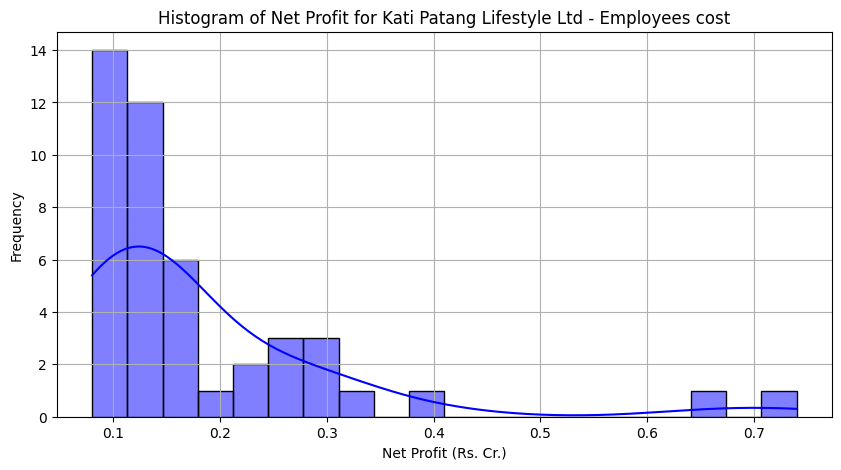 Histogram of Net Profit for Kati Patang Lifestyle Ltd - Employees cost
14
12
10
8
6
4
2
0
Frequency
0.1 0.2 0.3 0.4 0.5 0.6 0.7
Net Profit (Rs. Cr.)